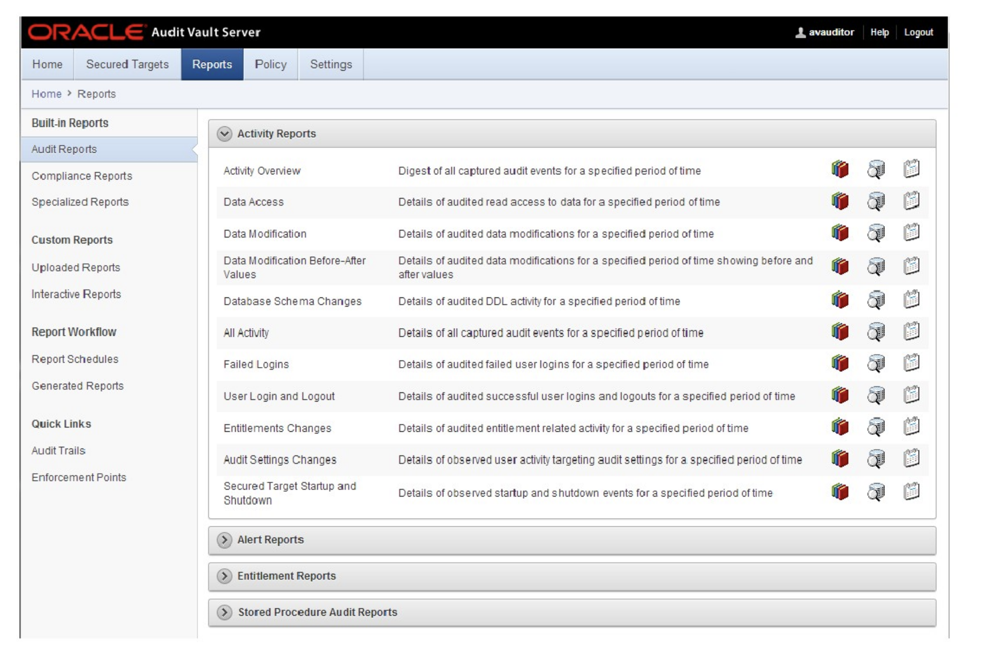 ORACLE Audit Vault Server
avauditor Help Logout
Home Secured Targets Reports Policy Settings
Home > Reports
Built-in Reports
Audit Reports
Compliance Reports
Specialized Reports
Custom Reports
Uploaded Reports
Interactive Reports
Report Workflow
Report Schedules
Generated Reports
Quick Links
Audit Trails
Enforcement Points
Activity Reports
Activity Overview Digest of all captured audit events for a specified period of time
Data Access Details of audited read access to data for a specified period of time
Data Modification Details of audited data modifications for a specified period of time
Data Modification Before-After
Values
Details of audited data modifications for a specified period of time showing before and
after values
Database Schema Changes Details of audited DDL activity for a specified period of time
All Activity Details of all captured audit events for a specified period of time
Failed Logins Details of audited failed user logins for a specified period of time
User Login and Logout Details of audited successful user logins and logouts for a specified period of time
Entitlements Changes Details of audited entitlement related activity for a specified period of time
Audit Settings Changes Details of observed user activity targeting audit settings for a specified period of time
Secured Target Startup and
Shutdown
Details of observed startup and shutdown events for a specified period of time
Alert Reports
Entitlement Reports
Stored Procedure Audit Reports